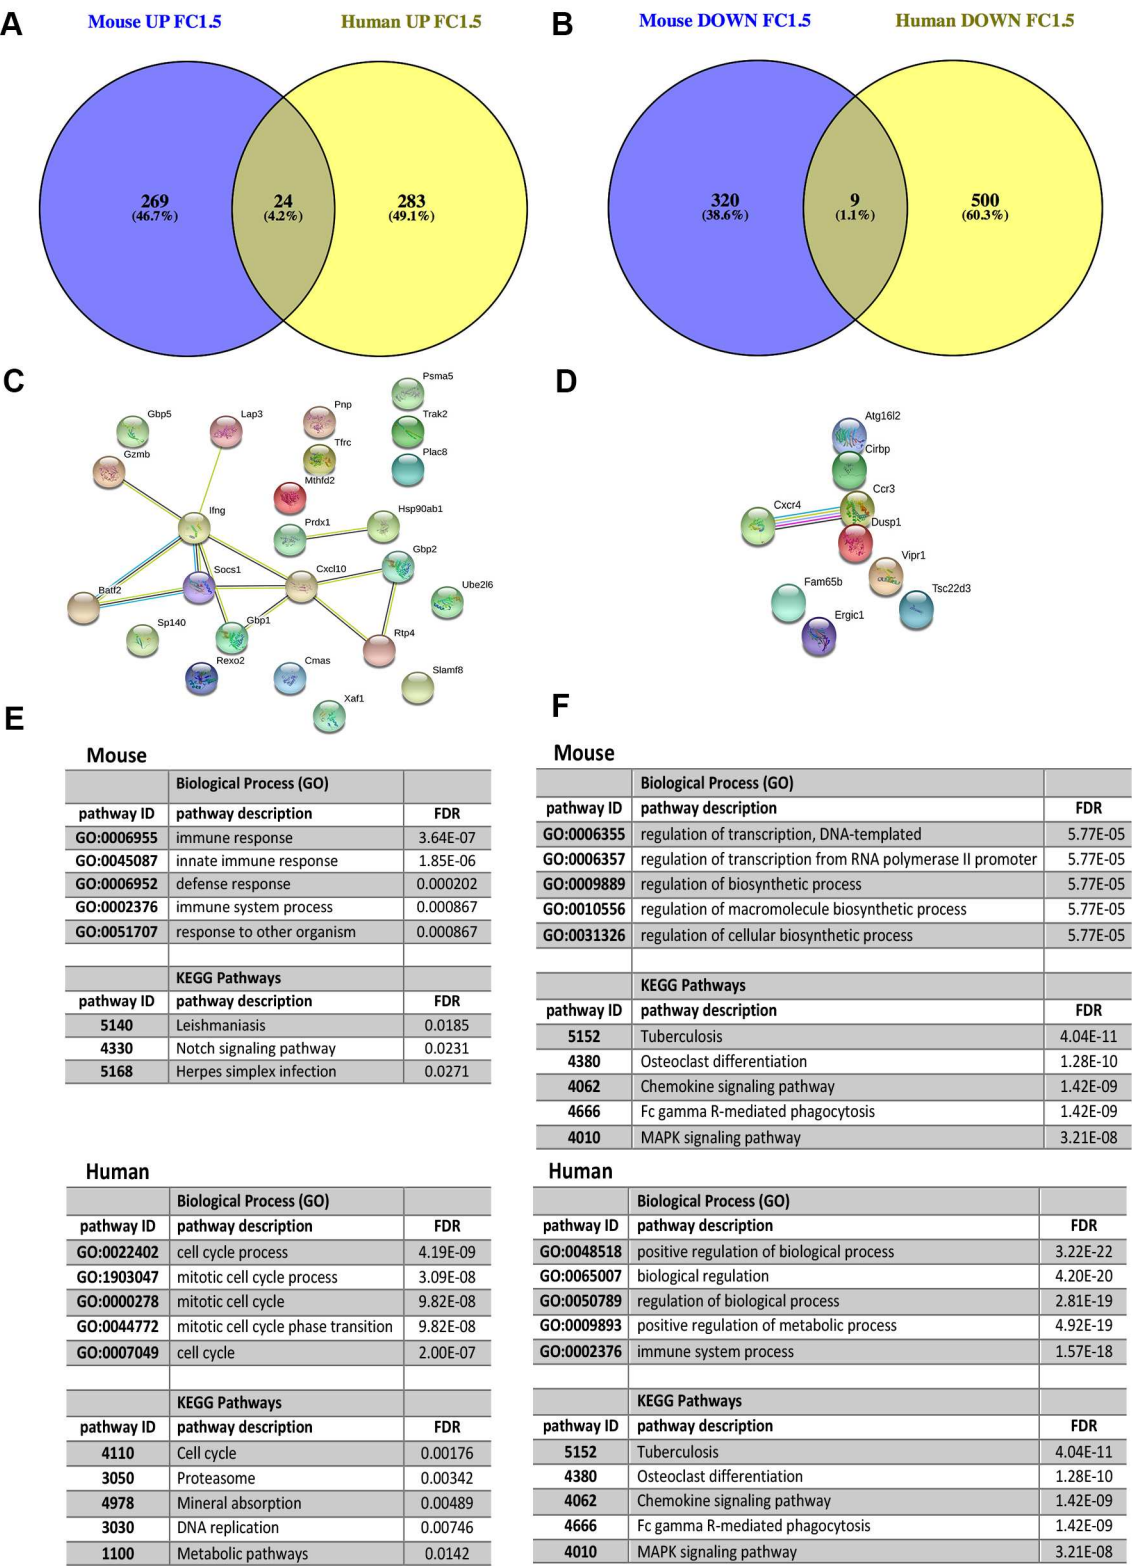 A
Mouse UP FC1.5
Human UP FC1.5
269
(46.7%)
24
(4.2%)
283
(49.1%)
B
Mouse DOWN FC1.5
Human DOWN FC1.5
320
(38.6%)
9
(1.1%)
500
(60.3%)
C
Psma5
Gbp5
Lap3
Pnp
Trak2
Gzmb
Tfrc
Plac8
Mthfd2
Ifng
Prdx1
Hsp90ab1
Gbp2
Socs1
Cxcl10
Batf2
Ube2l6
Sp140
Gbp1
Rtp4
Rexo2
Cmas
Slamf8
Xaf1
D
Atg16l2
Cirbp
Ccr3
Cxcr4
Dusp1
Vipr1
Fam65b
Tsc22d3
Ergic1
E
Mouse
Biological Process (GO)
pathway ID pathway description FDR
GO:0006955 immune response 3.64E-07
GO:0045087 innate immune response 1.85E-06
GO:0006952 defense response 0.000202
GO:0002376 immune system process 0.000867
GO:0051707 response to other organism 0.000867
KEGG Pathways
pathway ID pathway description FDR
5140 Leishmaniasis 0.0185
4330 Notch signaling pathway 0.0231
5168 Herpes simplex infection 0.0271
Human
Biological Process (GO)
pathway ID pathway description FDR
GO:0022402 cell cycle process 4.19E-09
GO:1903047 mitotic cell cycle process 3.09E-08
GO:0000278 mitotic cell cycle 9.82E-08
GO:0044772 mitotic cell cycle phase transition 9.82E-08
GO:0007049 cell cycle 2.00E-07
KEGG Pathways
pathway ID pathway description FDR
4110 Cell cycle 0.00176
3050 Proteasome 0.00342
4978 Mineral absorption 0.00489
3030 DNA replication 0.00746
1100 Metabolic pathways 0.0142
F
Mouse
Biological Process (GO)
pathway ID pathway description FDR
GO:0006355 regulation of transcription, DNA-templated 5.77E-05
GO:0006357 regulation of transcription from RNA polymerase II promoter 5.77E-05
GO:0009889 regulation of biosynthetic process 5.77E-05
GO:0010556 regulation of macromolecule biosynthetic process 5.77E-05
GO:0031326 regulation of cellular biosynthetic process 5.77E-05
KEGG Pathways
pathway ID pathway description FDR
5152 Tuberculosis 4.04E-11
4380 Osteoclast differentiation 1.28E-10
4062 Chemokine signaling pathway 1.42E-09
4666 Fc gamma R-mediated phagocytosis 1.42E-09
4010 MAPK signaling pathway 3.21E-08
Human
Biological Process (GO)
pathway ID pathway description FDR
GO:0048518 positive regulation of biological process 3.22E-22
GO:0065007 biological regulation 4.20E-20
GO:0050789 regulation of biological process 2.81E-19
GO:0009893 positive regulation of metabolic process 4.92E-19
GO:0002376 immune system process 1.57E-18
KEGG Pathways
pathway ID pathway description FDR
5152 Tuberculosis 4.04E-11
4380 Osteoclast differentiation 1.28E-10
4062 Chemokine signaling pathway 1.42E-09
4666 Fc gamma R-mediated phagocytosis 1.42E-09
4010 MAPK signaling pathway 3.21E-08